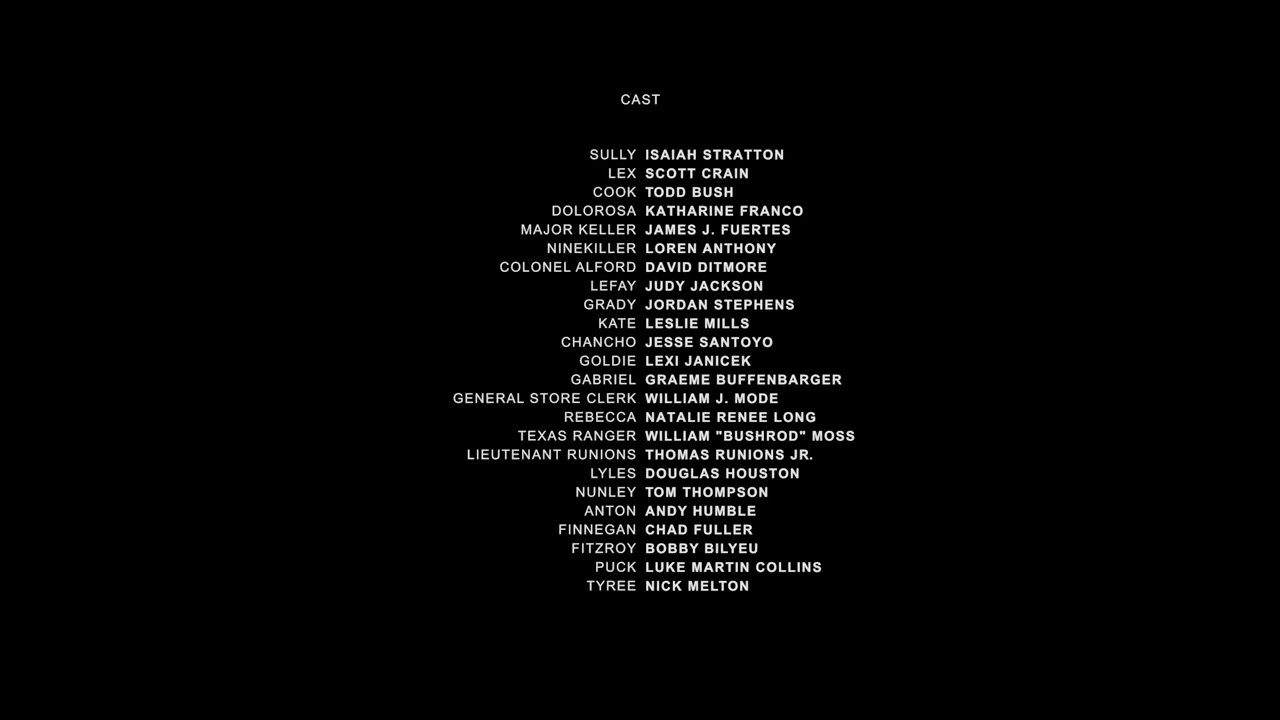 CAST
SULLY ISAIAH STRATTON
LEX SCOTT CRAIN
COOK TODD BUSH
DOLOROSA KATHARINE FRANCO
MAJOR KELLER JAMES J. FUERTES
NINEKILLER LOREN ANTHONY
COLONEL ALFORD DAVID DITMORE
LEFAY JUDY JACKSON
GRADY JORDAN STEPHENS
KATE LESLIE MILLS
CHANCHO JESSE SANTOYO
GOLDIE LEXI JANICEK
GABRIEL GRAEME BUFFENBARGER
GENERAL STORE CLERK WILLIAM J. MODE
REBECCA NATALIE RENEE LONG
TEXAS RANGER WILLIAM "BUSHROD" MOSS
LIEUTENANT RUNIONS THOMAS RUNIONS JR.
LYLES DOUGLAS HOUSTON
NUNLEY TOM THOMPSON
ANTON ANDY HUMBLE
FINNEGAN CHAD FULLER
FITZROY BOBBY BILYEU
PUCK LUKE MARTIN COLLINS
TYREE NICK MELTON